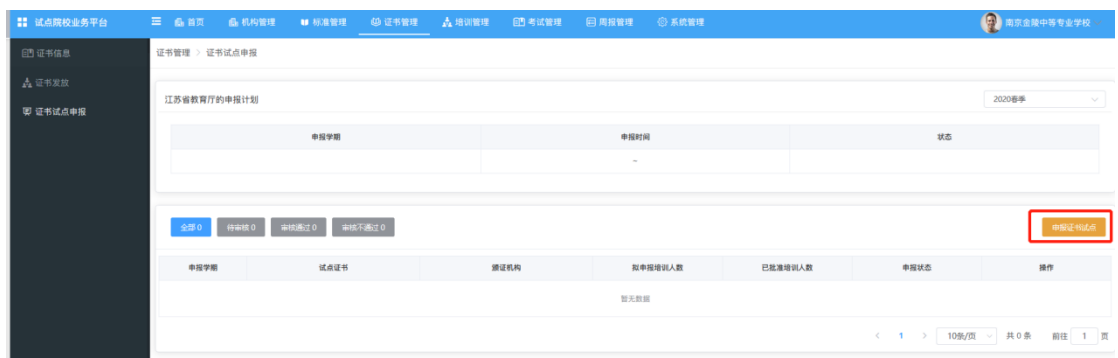 试点院校业务平台 首页 机构管理 标准管理 证书管理 培训管理 考试管理 周报管理 系统管理 南京金陵中等专业学校
证书信息
证书发放
证书试点申报
证书管理 > 证书试点申报
江苏省教育厅的申报计划 2020春季
申报学期 申报时间 状态
–
全部 0 待审核 0 审核通过 0 审核不通过 0 申报证书试点
申报学期 试点证书 颁证机构 拟申报培训人数 已批准培训人数 申报状态 操作
暂无数据
< 1 > 10条/页 共 0 条 前往 1 页